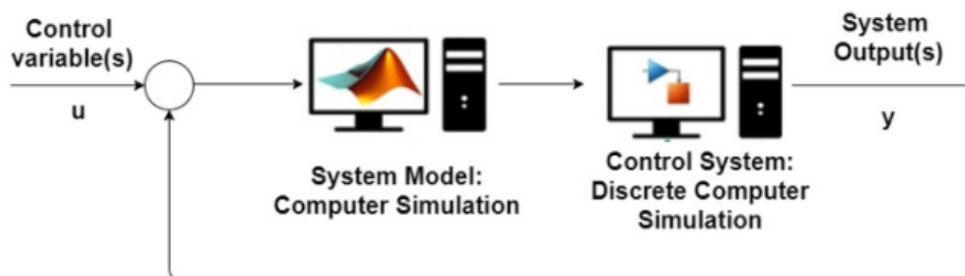 Control
variable(s)
u
System Model:
Computer Simulation
Control System:
Discrete Computer
Simulation
System
Output(s)
y